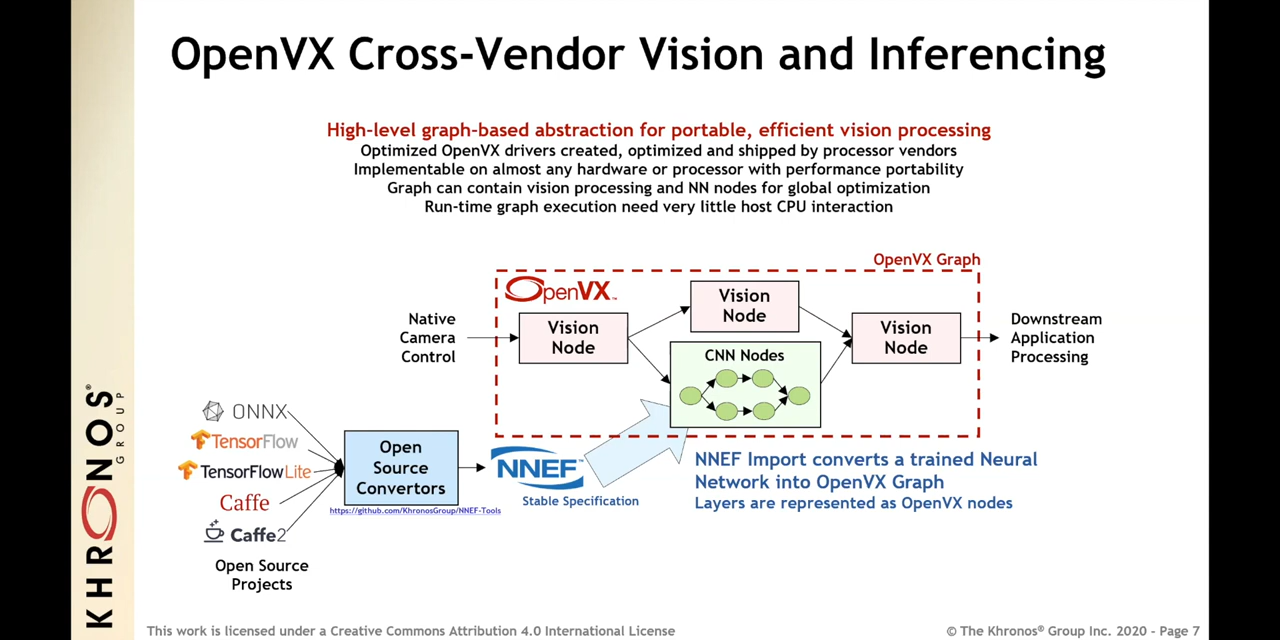 OpenVX Cross-Vendor Vision and Inferencing
High-level graph-based abstraction for portable, efficient vision processing
Optimized OpenVX drivers created, optimized and shipped by processor vendors
Implementable on almost any hardware or processor with performance portability
Graph can contain vision processing and NN nodes for global optimization
Run-time graph execution need very little host CPU interaction
OpenVX Graph
OpenVX™
Native
Camera
Control
Vision
Node
Vision
Node
CNN Nodes
Vision
Node
Downstream
Application
Processing
ONNX
TensorFlow
TensorFlow Lite
Caffe
Caffe2
Open Source
Projects
Open
Source
Convertors
https://github.com/KhronosGroup/NNEF-Tools
NNEF™
Stable Specification
NNEF Import converts a trained Neural
Network into OpenVX Graph
Layers are represented as OpenVX nodes
KHRONOS®
GROUP
This work is licensed under a Creative Commons Attribution 4.0 International License
© The Khronos® Group Inc. 2020 - Page 7